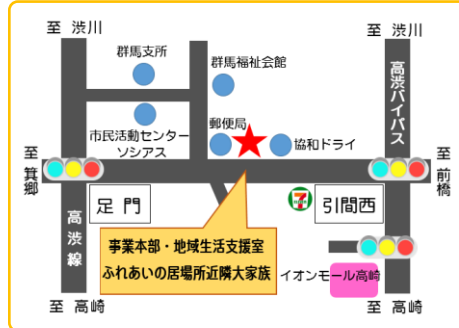 至 渋川
至 渋川
群馬支所
群馬福祉会館
高渋バイパス
市民活動センター
ソシアス
郵便局
協和ドライ
至 箕郷
至 前橋
足 門
引間西
高渋線
事業本部・地域生活支援室
ふれあいの居場所近隣大家族
イオンモール高崎
至 高崎
至 高崎